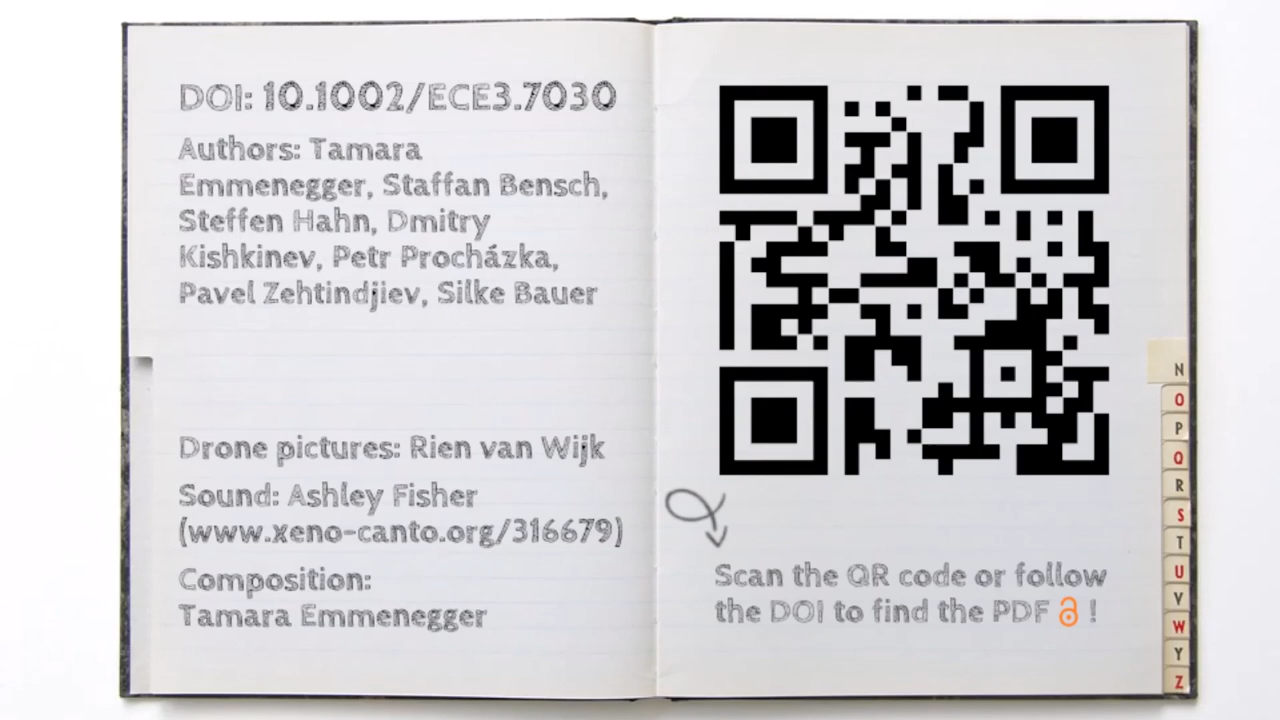 DOI: 10.1002/ECE3.7030
Authors: Tamara
Emmenegger, Staffan Bensch,
Steffen Hahn, Dmitry
Kishkinev, Petr Procházka,
Pavel Zehtindjiev, Silke Bauer
Drone pictures: Rien van Wijk
Sound: Ashley Fisher
(www.xeno-canto.org/316679)
Composition:
Tamara Emmenegger
Scan the QR code or follow
the DOI to find the PDF !
N
O
P
Q
R
S
T
U
V
W
Y
Z